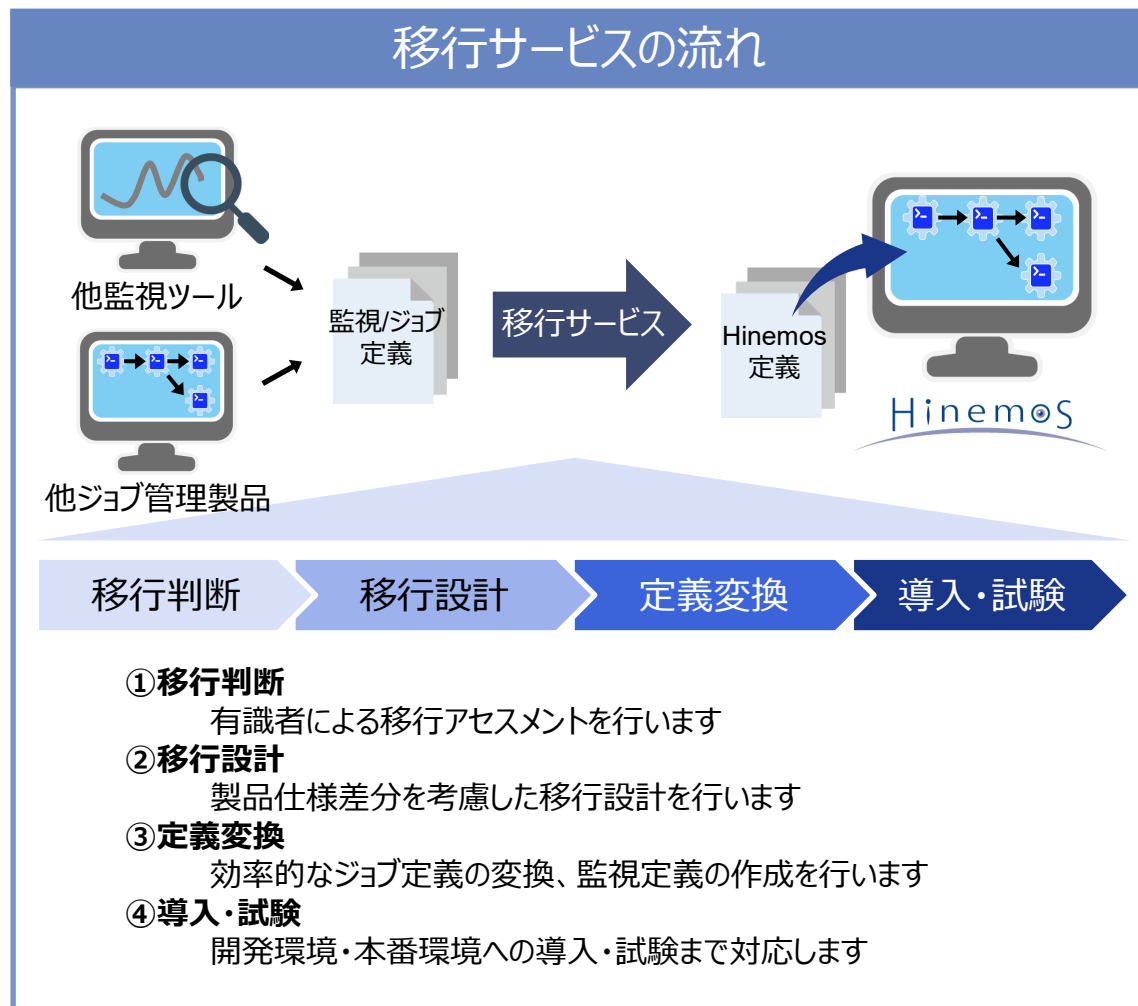 移行サービスの流れ
他監視ツール
他ジョブ管理製品
監視/ジョブ
定義
移行サービス
Hinemos
定義
Hinemos
移行判断
移行設計
定義変換
導入・試験
①移行判断
有識者による移行アセスメントを行います
②移行設計
製品仕様差分を考慮した移行設計を行います
③定義変換
効率的なジョブ定義の変換、監視定義の作成を行います
④導入・試験
開発環境・本番環境への導入・試験まで対応します